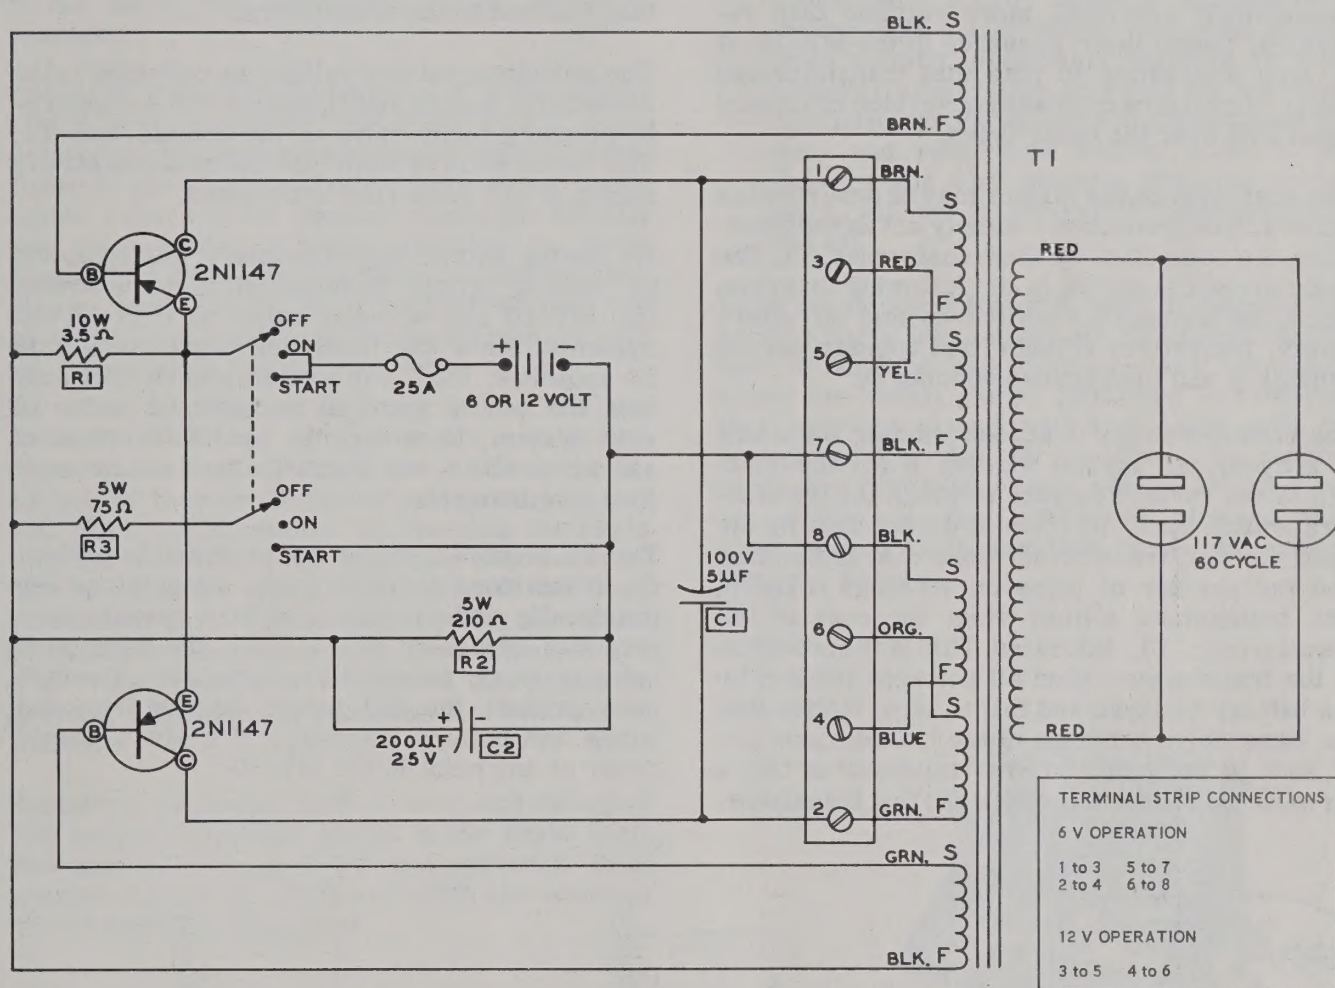 BLK. S
BRN. F
T1
1 BRN.
S
C
B
2N1147
E
3 RED
F
S
5 YEL.
7 BLK. F
10W
3.5Ω
R1
OFF
ON
START
25A
+ −
6 OR 12 VOLT
RED
5W
75Ω
R3
OFF
ON
START
8 BLK.
S
100V
5µF
C1
6 ORG.
F
S
4 BLUE
5W
210Ω
R2
117 VAC
60 CYCLE
E
B
2N1147
C
+ −
200µF
25V
C2
RED
2 GRN. F
GRN. S
BLK. F
TERMINAL STRIP CONNECTIONS
6 V OPERATION
1 to 3 5 to 7
2 to 4 6 to 8
12 V OPERATION
3 to 5 4 to 6